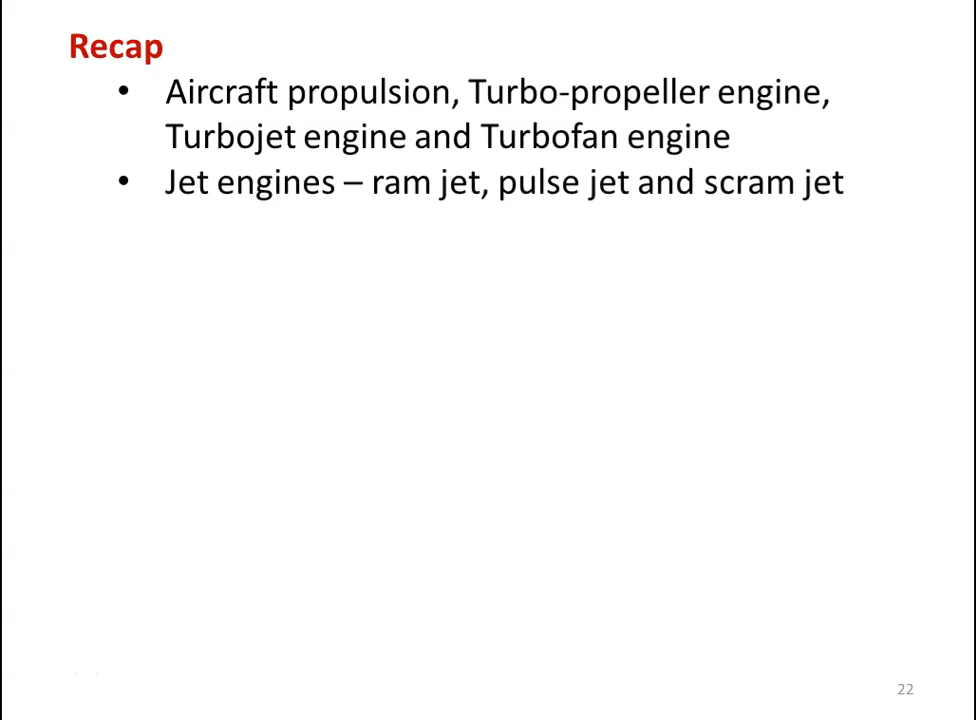 Recap
• Aircraft propulsion, Turbo-propeller engine,
Turbojet engine and Turbofan engine
• Jet engines – ram jet, pulse jet and scram jet
22